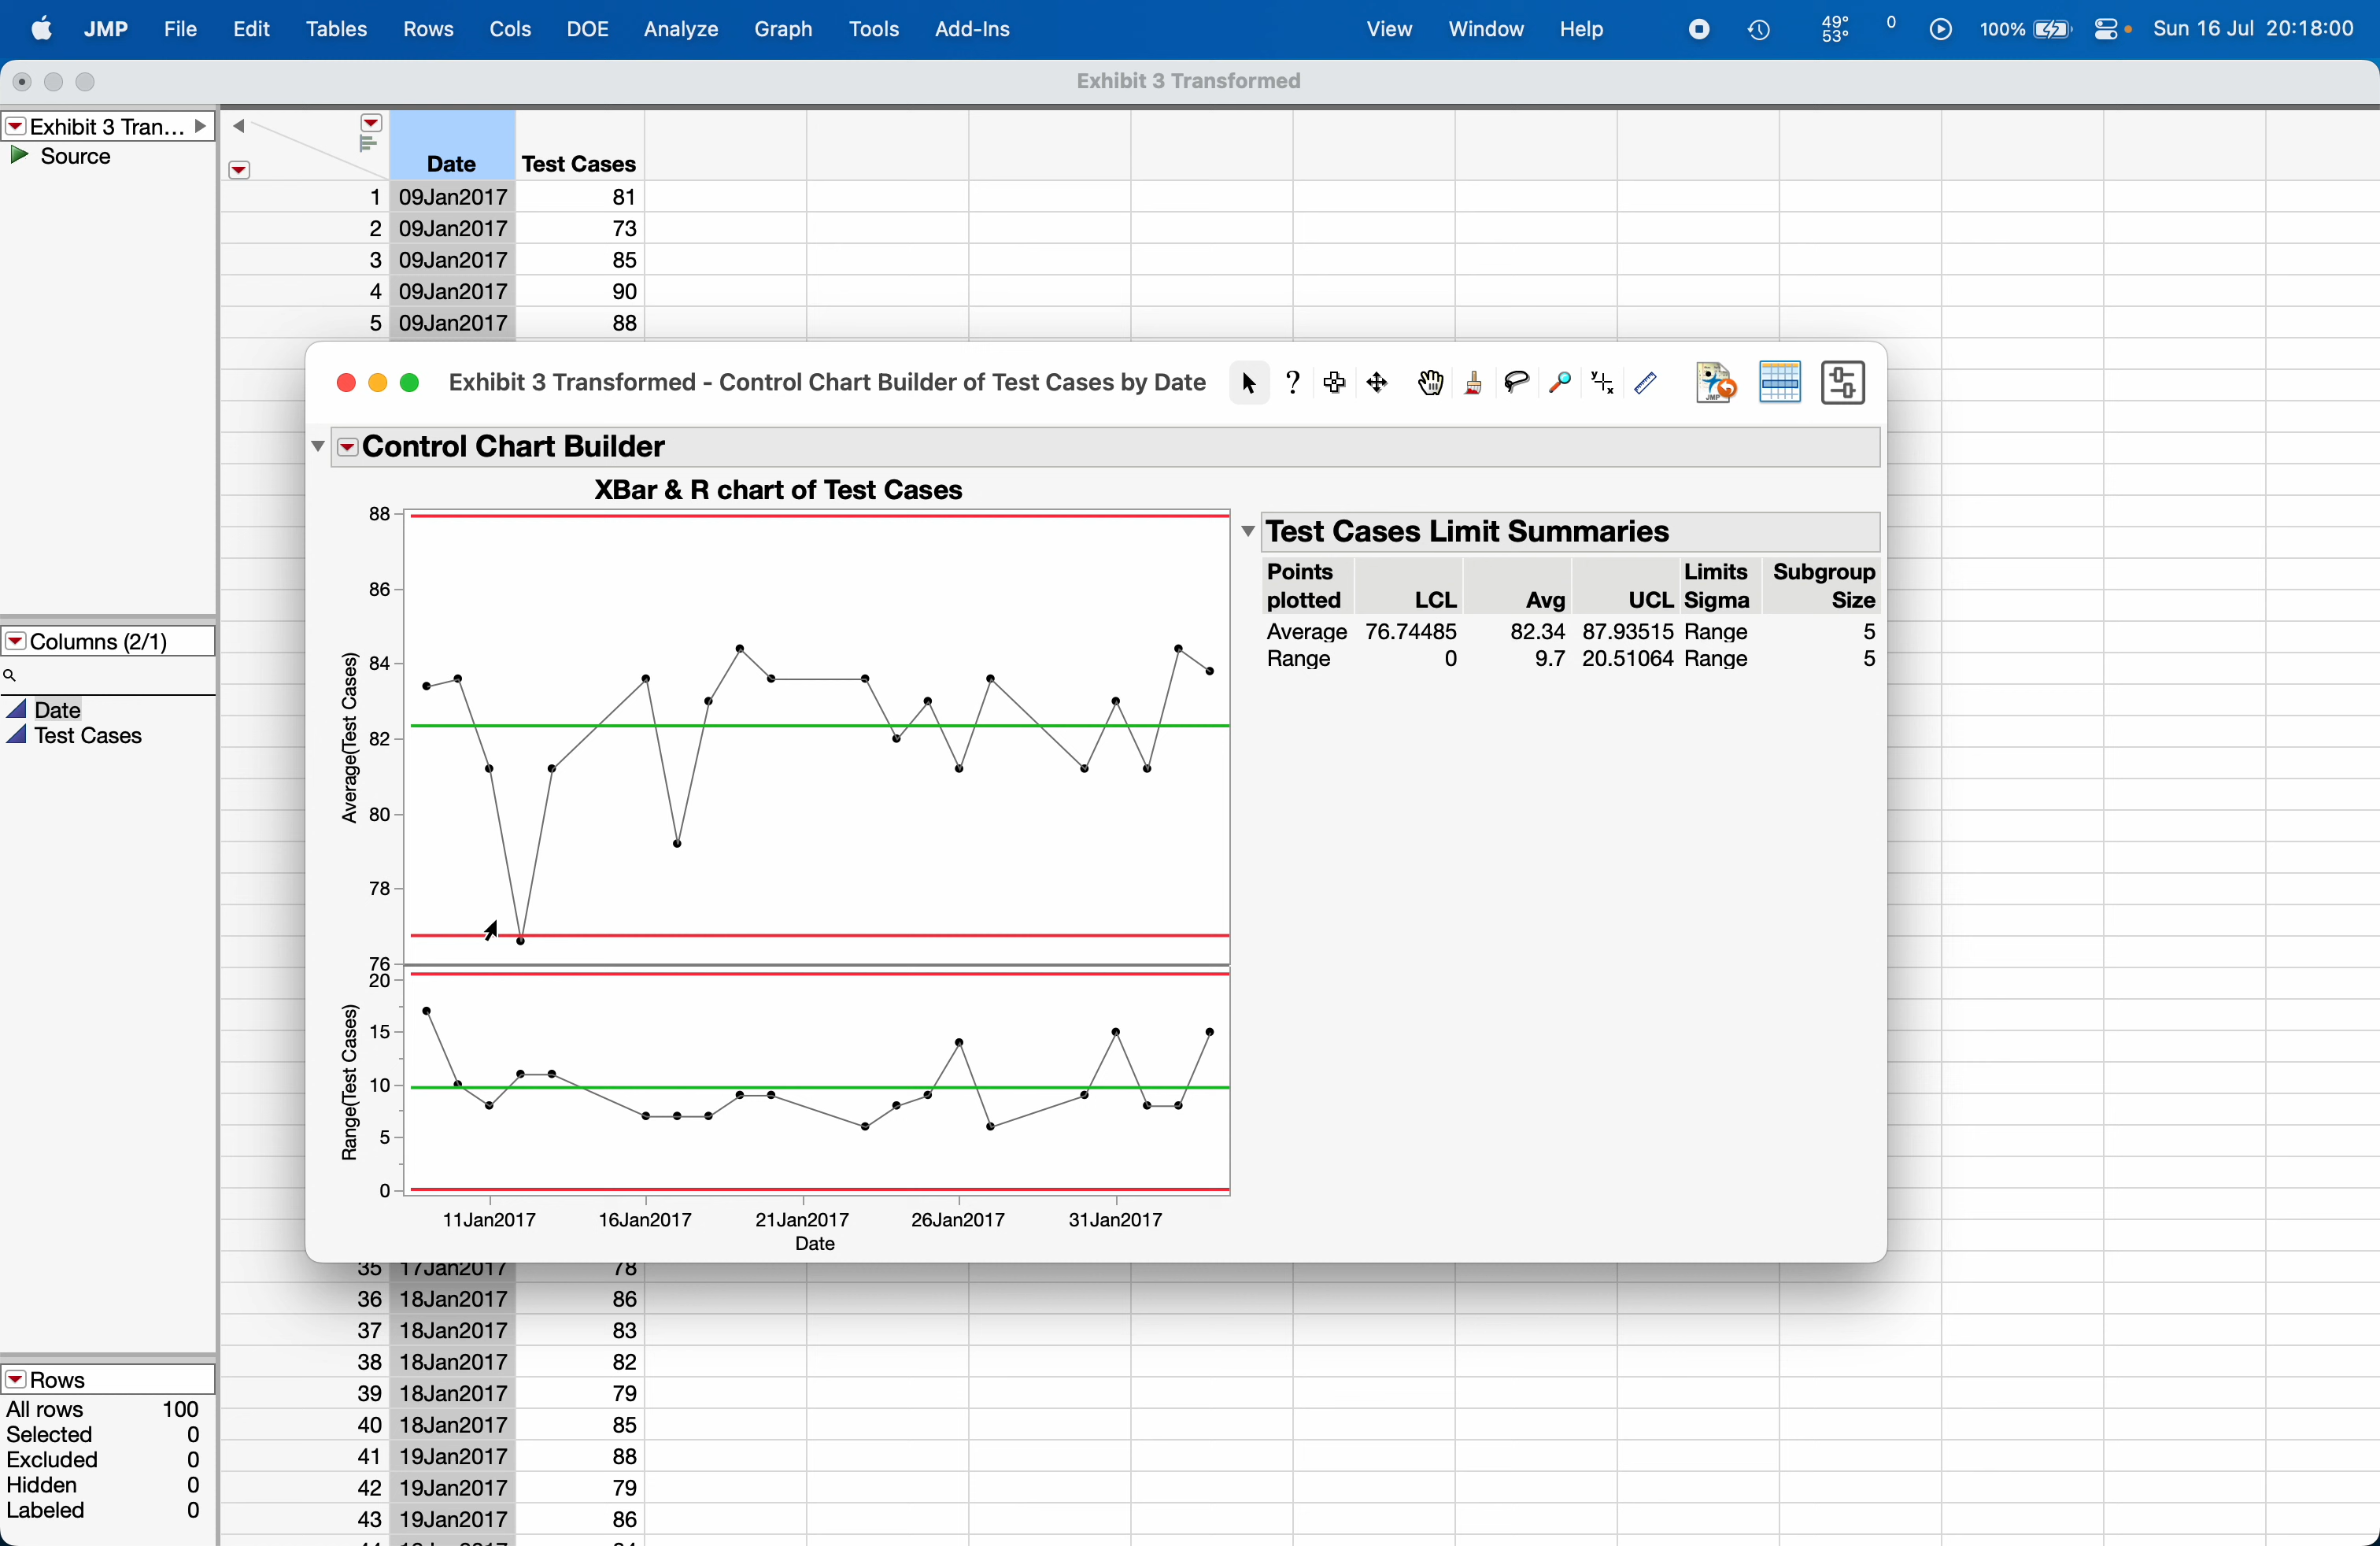 JMP File Edit Tables Rows Cols DOE Analyze Graph Tools Add-Ins View Window Help 49° 53° 0 100% Sun 16 Jul 20:18:00
Exhibit 3 Transformed
Exhibit 3 Tran...
Source
Date Test Cases
1 09Jan2017 81
2 09Jan2017 73
3 09Jan2017 85
4 09Jan2017 90
5 09Jan2017 88
Exhibit 3 Transformed - Control Chart Builder of Test Cases by Date
Control Chart Builder
XBar & R chart of Test Cases
88
86
84
82
80
78
76
Average(Test Cases)
20
15
10
5
0
Range(Test Cases)
11Jan2017 16Jan2017 21Jan2017 26Jan2017 31Jan2017
Date
Test Cases Limit Summaries
Points plotted LCL Avg UCL Limits Sigma Subgroup Size
Average 76.74485 82.34 87.93515 Range 5
Range 0 9.7 20.51064 Range 5
Columns (2/1)
Date
Test Cases
35 17Jan2017 78
36 18Jan2017 86
37 18Jan2017 83
38 18Jan2017 82
39 18Jan2017 79
40 18Jan2017 85
41 19Jan2017 88
42 19Jan2017 79
43 19Jan2017 86
Rows
All rows 100
Selected 0
Excluded 0
Hidden 0
Labeled 0